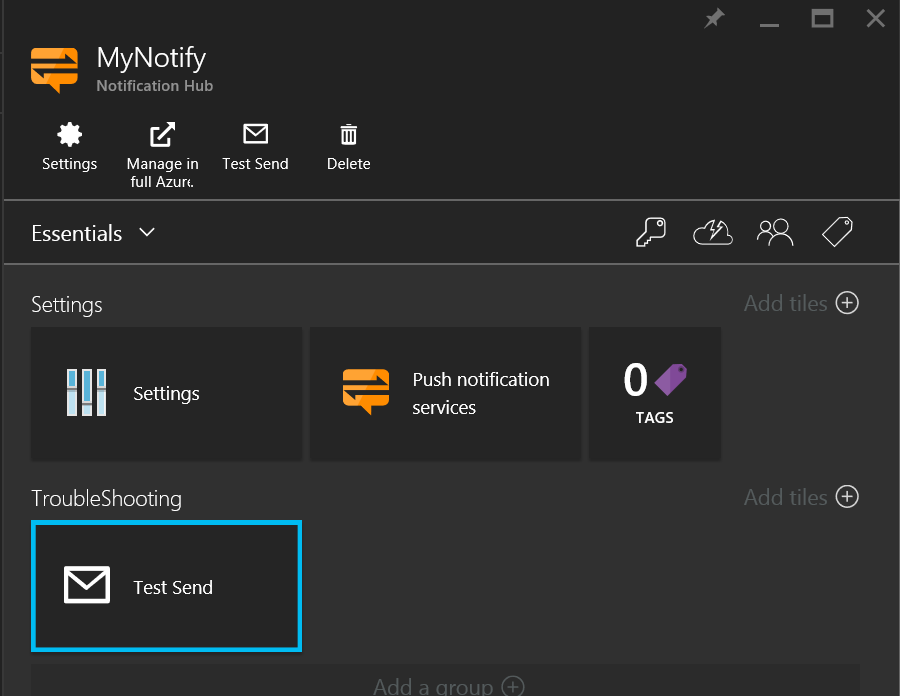 MyNotify
Notification Hub
Settings
Manage in
full Azure.
Test Send
Delete
Essentials
Settings
Add tiles
Settings
Push notification
services
0
TAGS
TroubleShooting
Add tiles
Test Send
Add a group